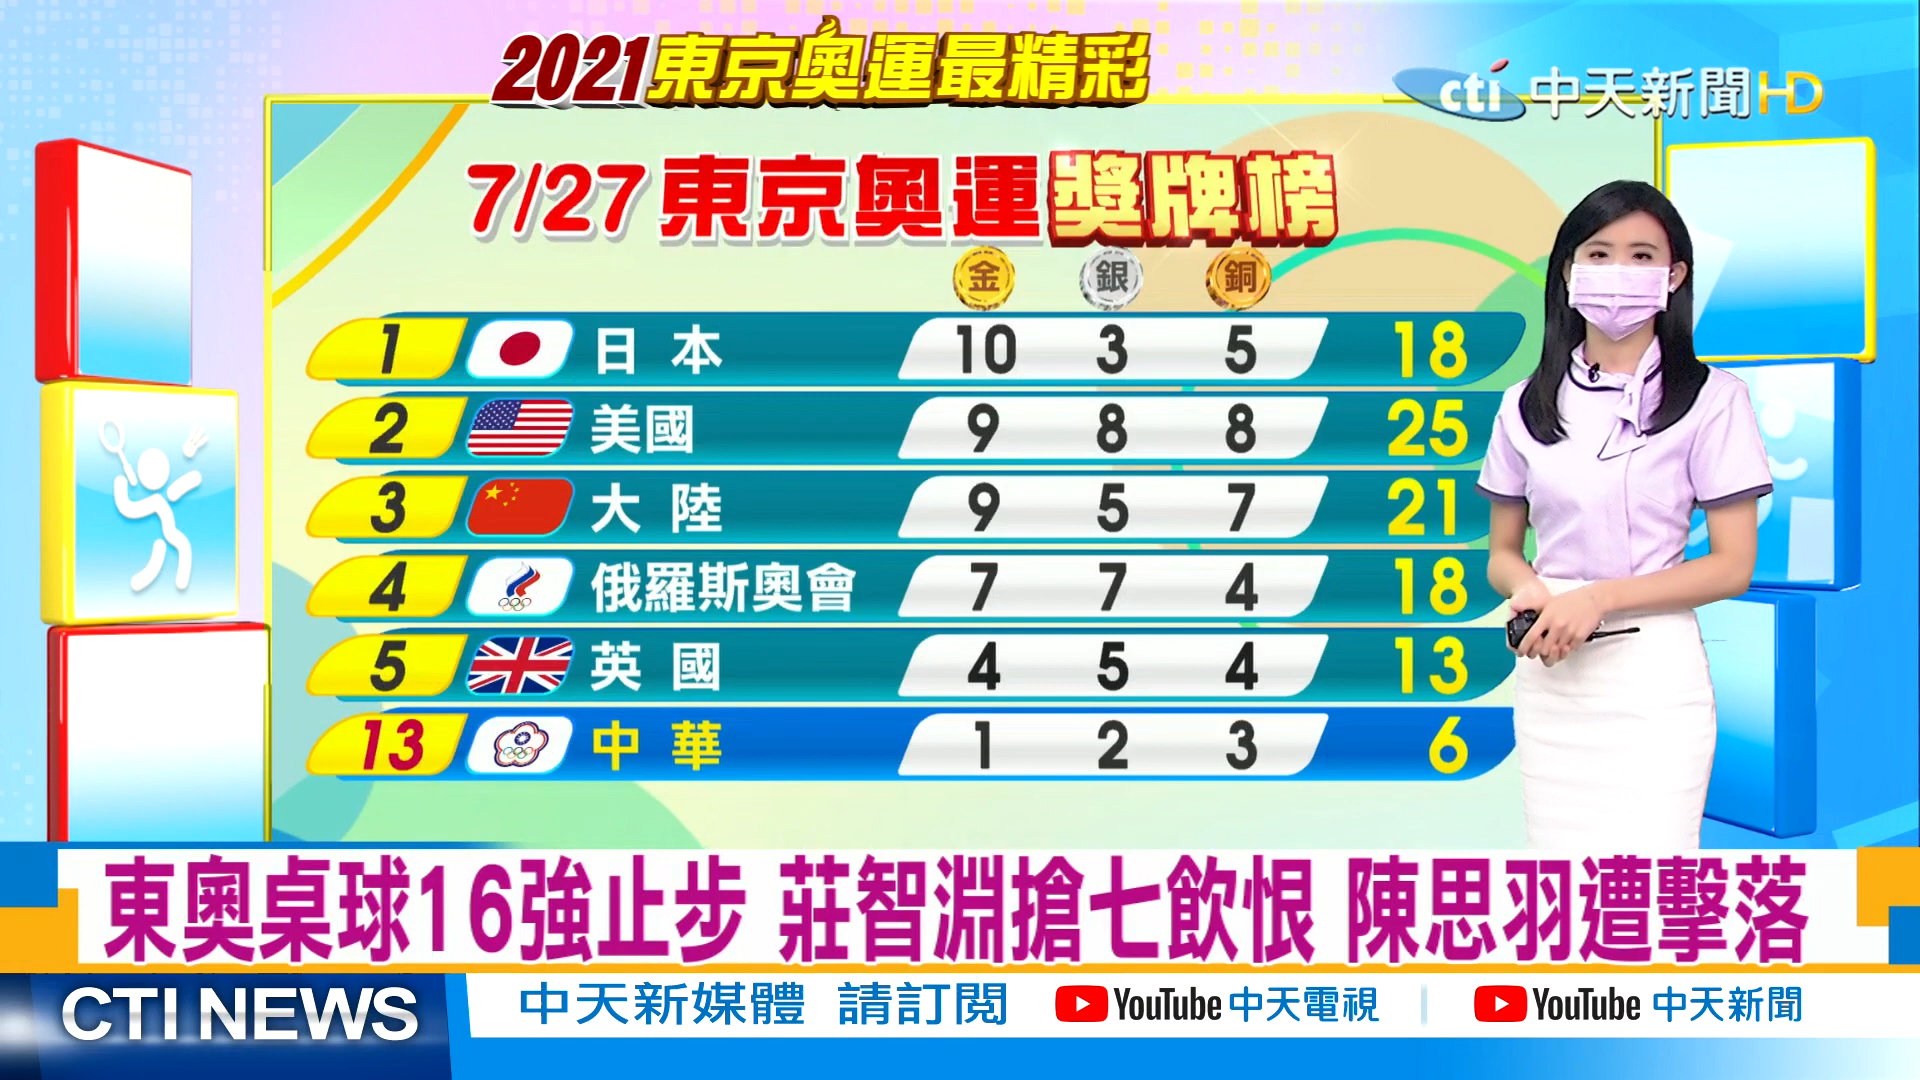 2021東京奧運最精彩
cti 中天新聞HD
7/27東京奧運獎牌榜
金 銀 銅
1 日本 10 3 5 18
2 美國 9 8 8 25
3 大陸 9 5 7 21
4 俄羅斯奧會 7 7 4 18
5 英國 4 5 4 13
13 中華 1 2 3 6
東奧桌球16強止步 莊智淵搶七飲恨 陳思羽遭擊落
CTI NEWS
中天新媒體 請訂閱 YouTube 中天電視 | YouTube 中天新聞